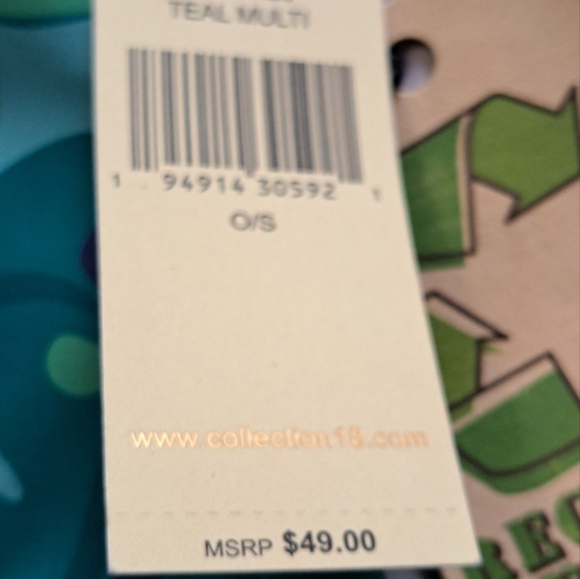 TEAL MULTI
1 94914 30592 1
O/S
www.collection18.com
MSRP $49.00